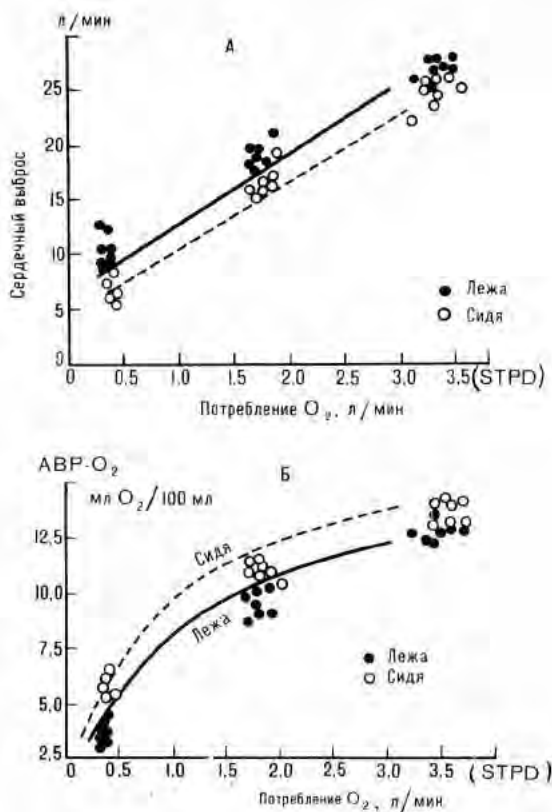 л/мин
А
25
20
15
10
5
0
Сердечный выброс
Лежа
Сидя
0 0.5 1.0 1.5 2.0 2.5 3.0 3.5 (STPD)
Потребление O₂, л/мин
АВР-O₂
Б
мл O₂/100 мл
12.5
10.0
7.5
5.0
2.5
Сидя
Лежа
Лежа
Сидя
0 0.5 1.0 1.5 2.0 2.5 3.0 3.5 (STPD)
Потребление O₂, л/мин